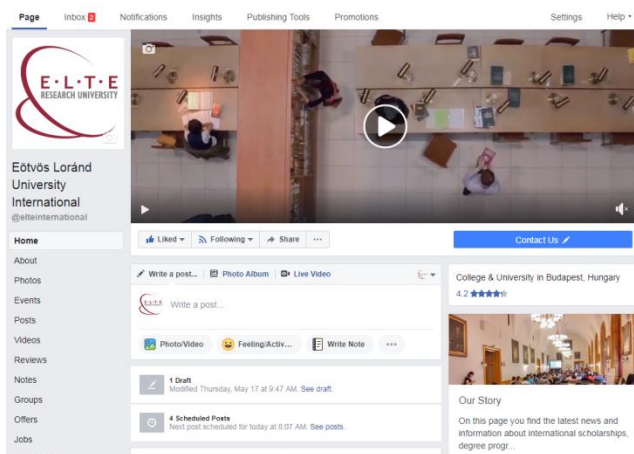 Page
Inbox 2
Notifications
Insights
Publishing Tools
Promotions
Settings
Help
E·L·T·E
RESEARCH UNIVERSITY
Eötvös Loránd
University
International
@elteinternational
Home
About
Photos
Events
Posts
Videos
Reviews
Notes
Groups
Offers
Jobs
Liked
Following
Share
Contact Us
Write a post...
Photo Album
Live Video
Write a post...
Photo/Video
Feeling/Activ...
Write Note
1 Draft
Modified Thursday, May 17 at 9:47 AM. See draft.
4 Scheduled Posts
Next post scheduled for today at 8:07 AM. See posts.
College & University in Budapest, Hungary
4.2
Our Story
On this page you find the latest news and
information about international scholarships,
degree progr...